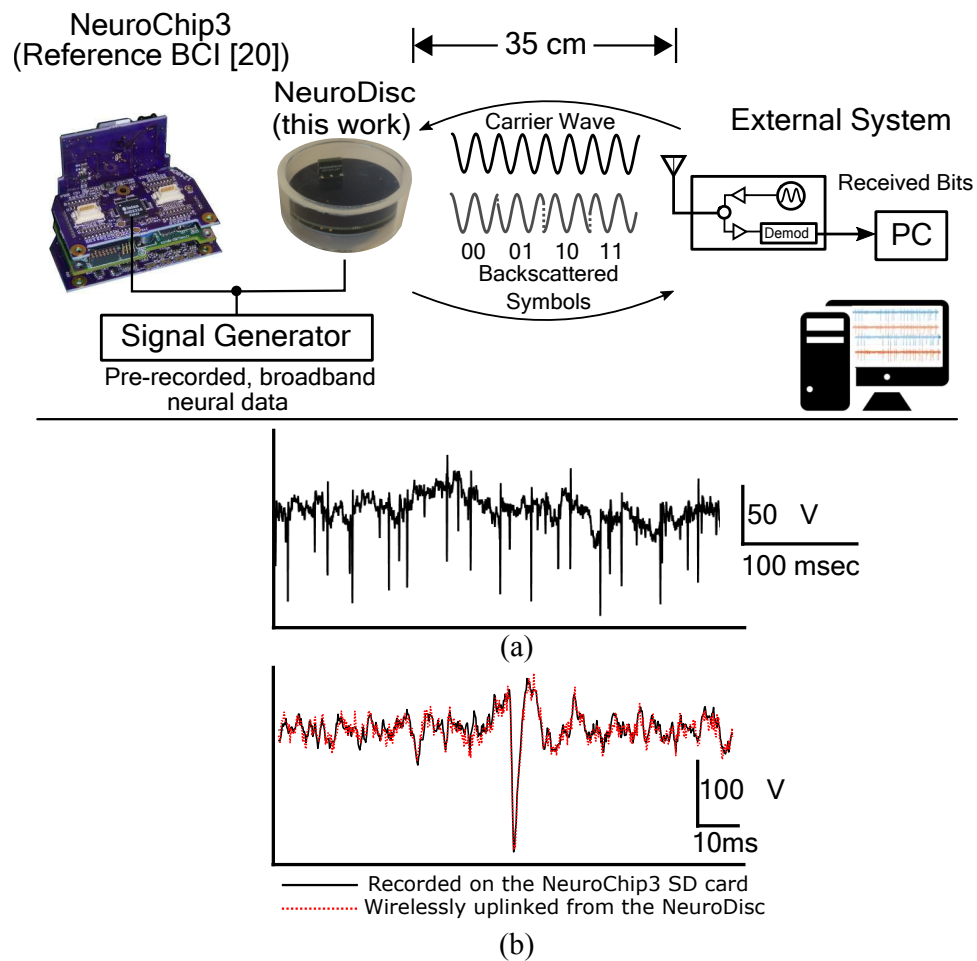 NeuroChip3
(Reference BCI [20])
35 cm
NeuroDisc
(this work)
Carrier Wave
External System
Received Bits
Demod
PC
00 01 10 11
Backscattered
Symbols
Signal Generator
Pre-recorded, broadband
neural data
50 V
100 msec
(a)
100 V
10ms
Recorded on the NeuroChip3 SD card
Wirelessly uplinked from the NeuroDisc
(b)